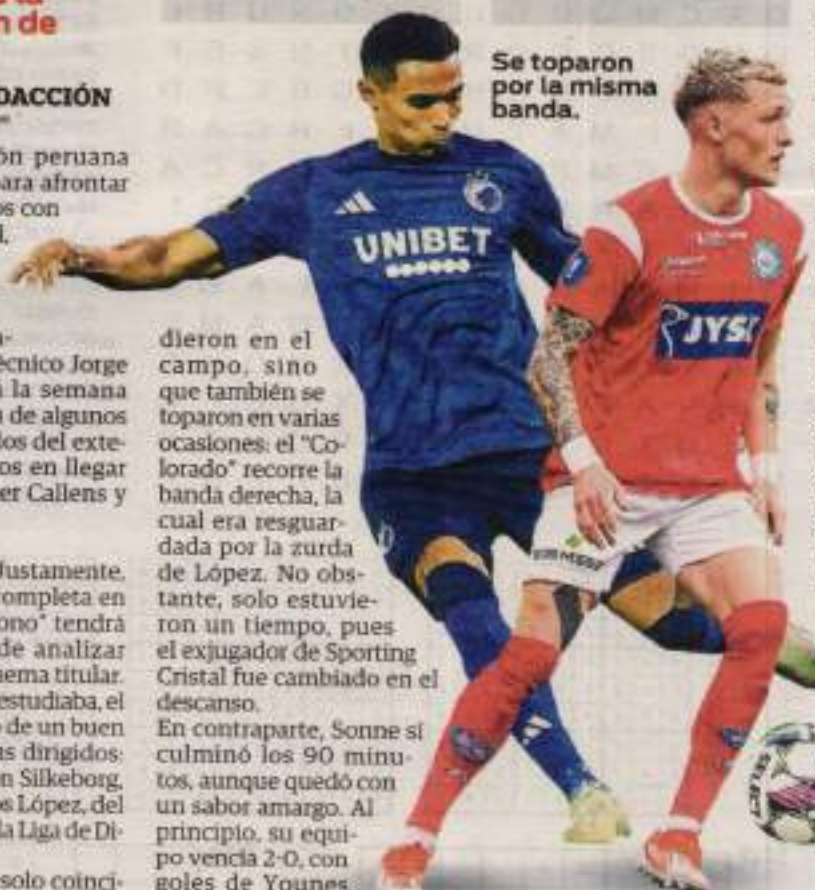 n de
DACCIÓN
ón peruana
para afrontar
os con
écnico Jorge
la semana
de algunos
los del exte-
os en llegar
er Callens y
Justamente,
completa en
ono" tendrá
de analizar
uema titular.
estudiaba, el
o de un buen
us dirigidos:
n Silkeborg,
os López, del
la Liga de Di-
solo coinci-
dieron en el
campo, sino
que también se
toparon en varias
ocasiones: el "Co-
lorado" recorre la
banda derecha, la
cual era resguar-
dada por la zurda
de López. No obs-
tante, solo estuvie-
ron un tiempo, pues
el exjugador de Sporting
Cristal fue cambiado en el
descanso.
En contraparte, Sonne sí
culminó los 90 minu-
tos, aunque quedó con
un sabor amargo. Al
principio, su equi-
po vencía 2-0, con
goles de Younes
Se toparon
por la misma
banda.
UNIBET
JYSK
SELECT